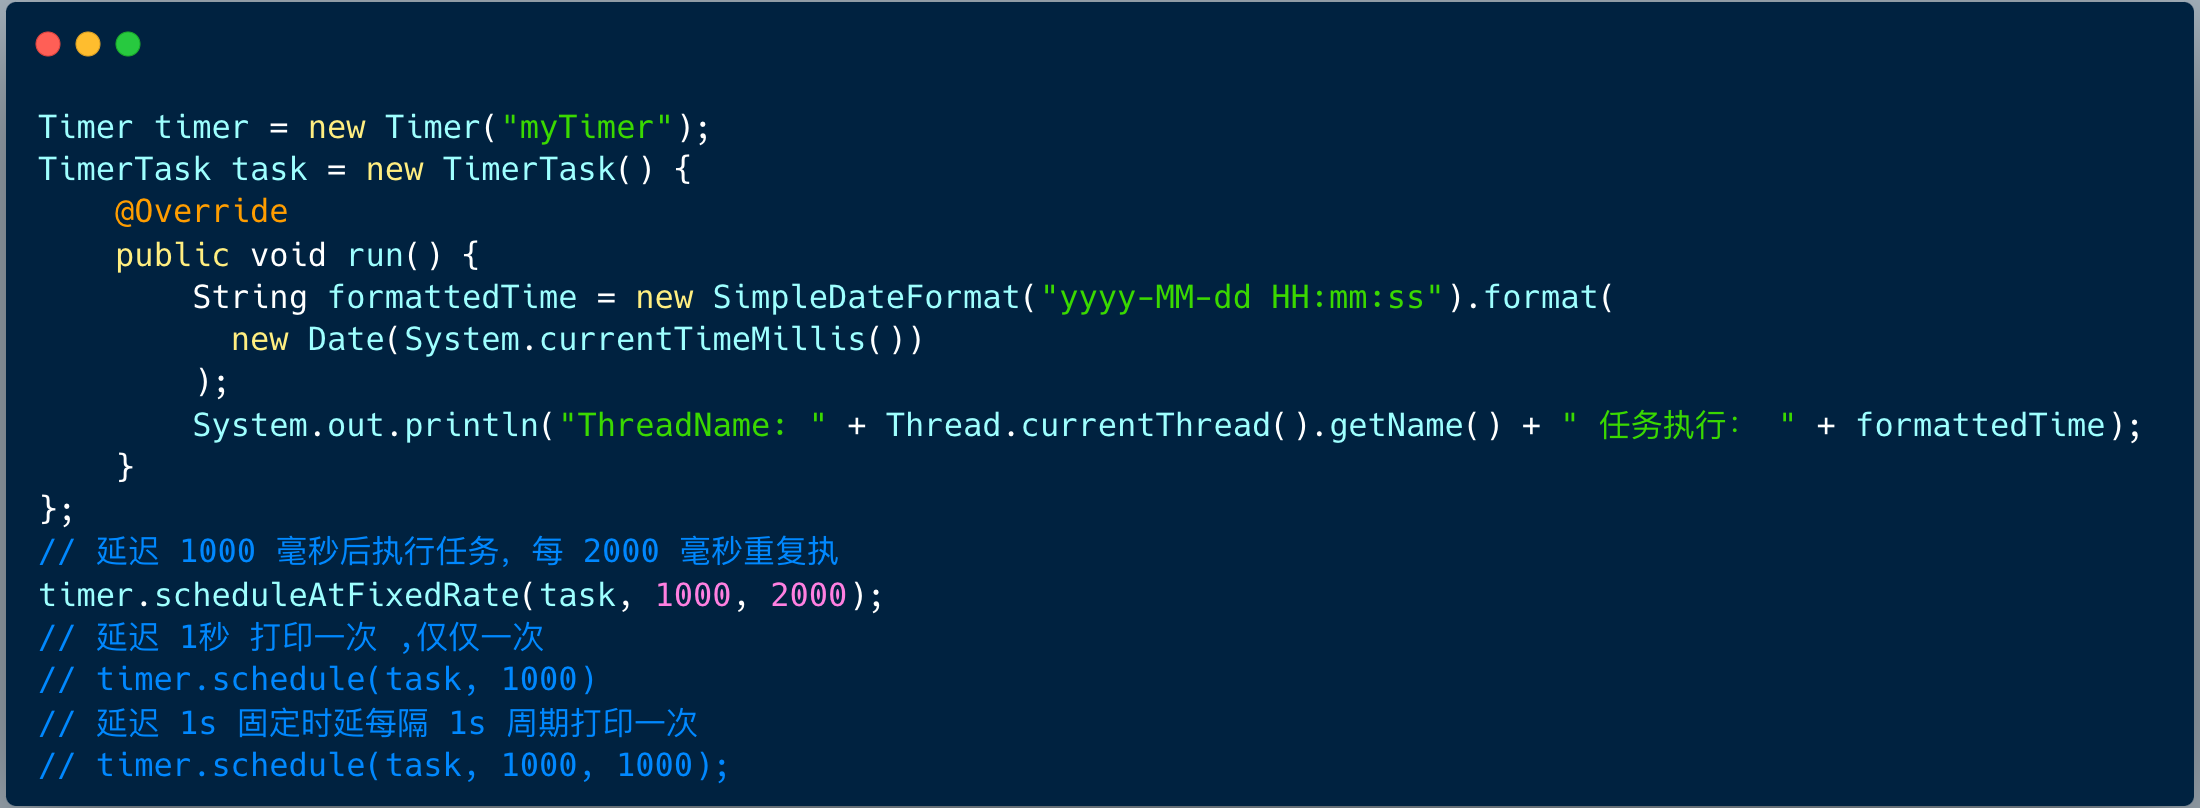 Timer timer = new Timer("myTimer");
TimerTask task = new TimerTask() {
    @Override
    public void run() {
        String formattedTime = new SimpleDateFormat("yyyy-MM-dd HH:mm:ss").format(
          new Date(System.currentTimeMillis())
        );
        System.out.println("ThreadName: " + Thread.currentThread().getName() + " 任务执行： " + formattedTime);
    }
};
// 延迟 1000 毫秒后执行任务，每 2000 毫秒重复执
timer.scheduleAtFixedRate(task, 1000, 2000);
// 延迟 1秒 打印一次 ,仅仅一次
// timer.schedule(task, 1000)
// 延迟 1s 固定时延每隔 1s 周期打印一次
// timer.schedule(task, 1000, 1000);